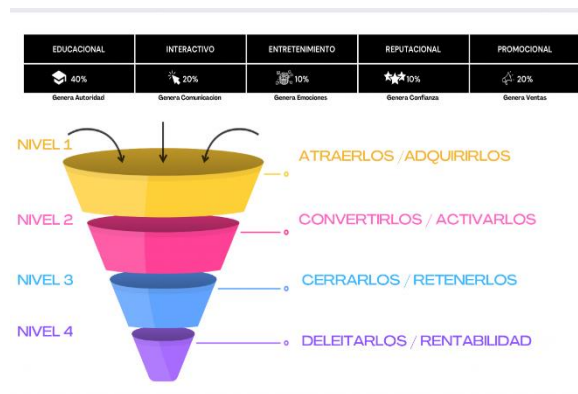 EDUCACIONAL INTERACTIVO ENTRETENIMIENTO REPUTACIONAL PROMOCIONAL
40% 20% 10% 10% 20%
Genera Autoridad Genera Comunicacion Genera Emociones Genera Confianza Genera Ventas
NIVEL 1
ATRAERLOS / ADQUIRIRLOS
NIVEL 2
CONVERTIRLOS / ACTIVARLOS
NIVEL 3
CERRARLOS / RETENERLOS
NIVEL 4
DELEITARLOS / RENTABILIDAD